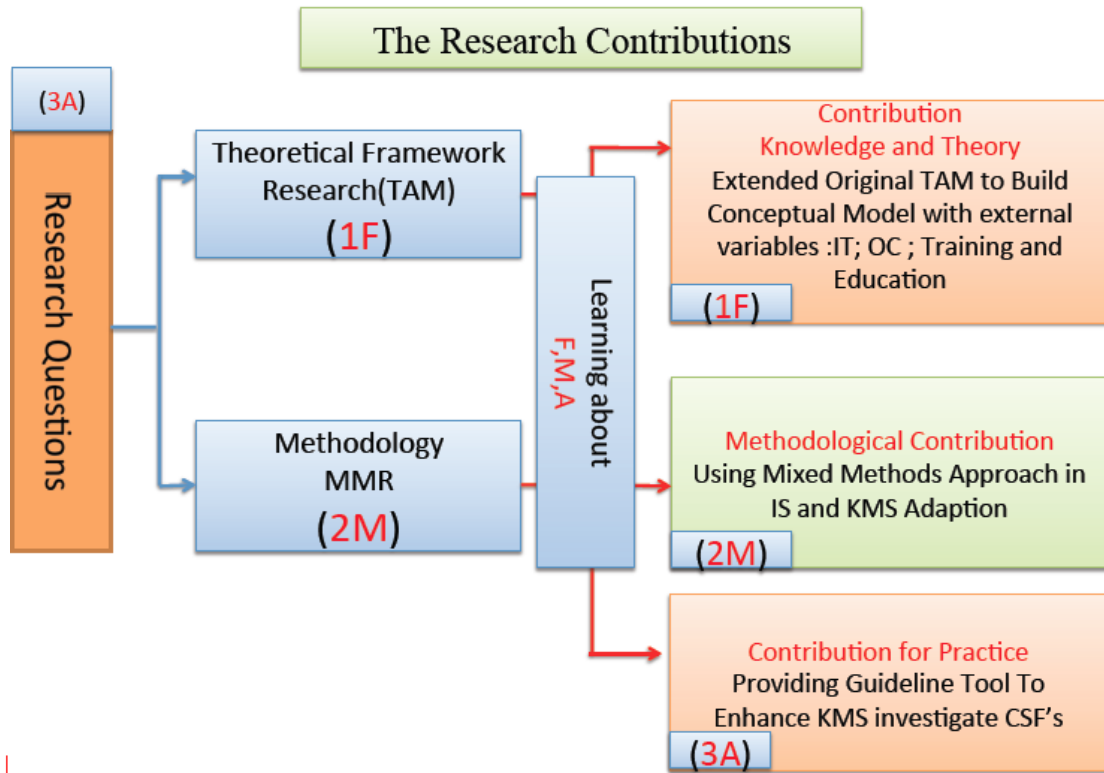 The Research Contributions
(3A)
Research Questions
Theoretical Framework
Research(TAM)
(1F)
Methodology
MMR
(2M)
Learning about
F,M,A
Contribution
Knowledge and Theory
Extended Original TAM to Build
Conceptual Model with external
variables :IT; OC ; Training and
Education
(1F)
Methodological Contribution
Using Mixed Methods Approach in
IS and KMS Adaption
(2M)
Contribution for Practice
Providing Guideline Tool To
Enhance KMS investigate CSF's
(3A)